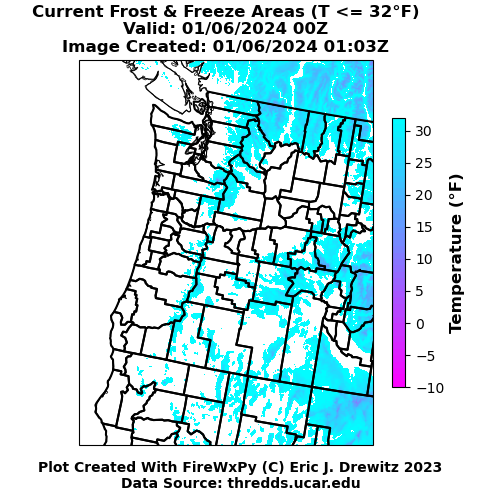 Current Frost & Freeze Areas (T <= 32°F)
Valid: 01/06/2024 00Z
Image Created: 01/06/2024 01:03Z
30
25
20
15
10
5
0
−5
−10
Temperature (°F)
Plot Created With FireWxPy (C) Eric J. Drewitz 2023
Data Source: thredds.ucar.edu